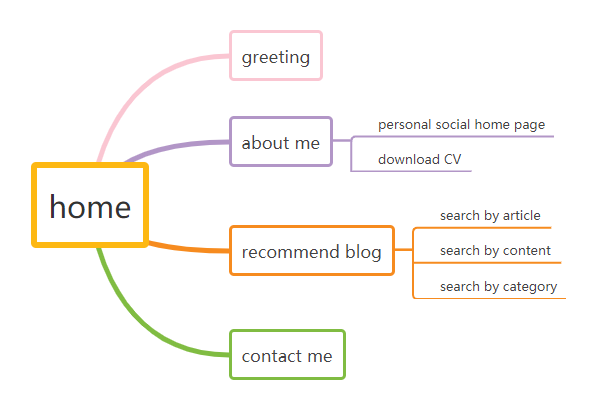 home
greeting
about me
personal social home page
download CV
recommend blog
search by article
search by content
search by category
contact me